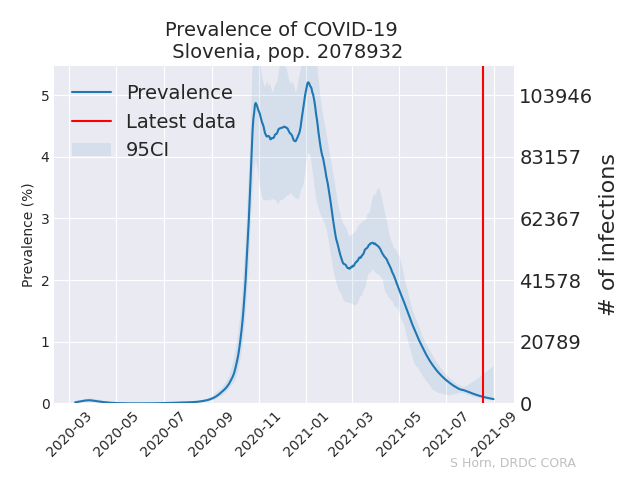 Prevalence of COVID-19
Slovenia, pop. 2078932
Prevalence
Latest data
95CI
Prevalence (%)
5
4
3
2
1
0
103946
83157
62367
41578
20789
0
# of infections
2020-03
2020-05
2020-07
2020-09
2020-11
2021-01
2021-03
2021-05
2021-07
2021-09
S Horn, DRDC CORA